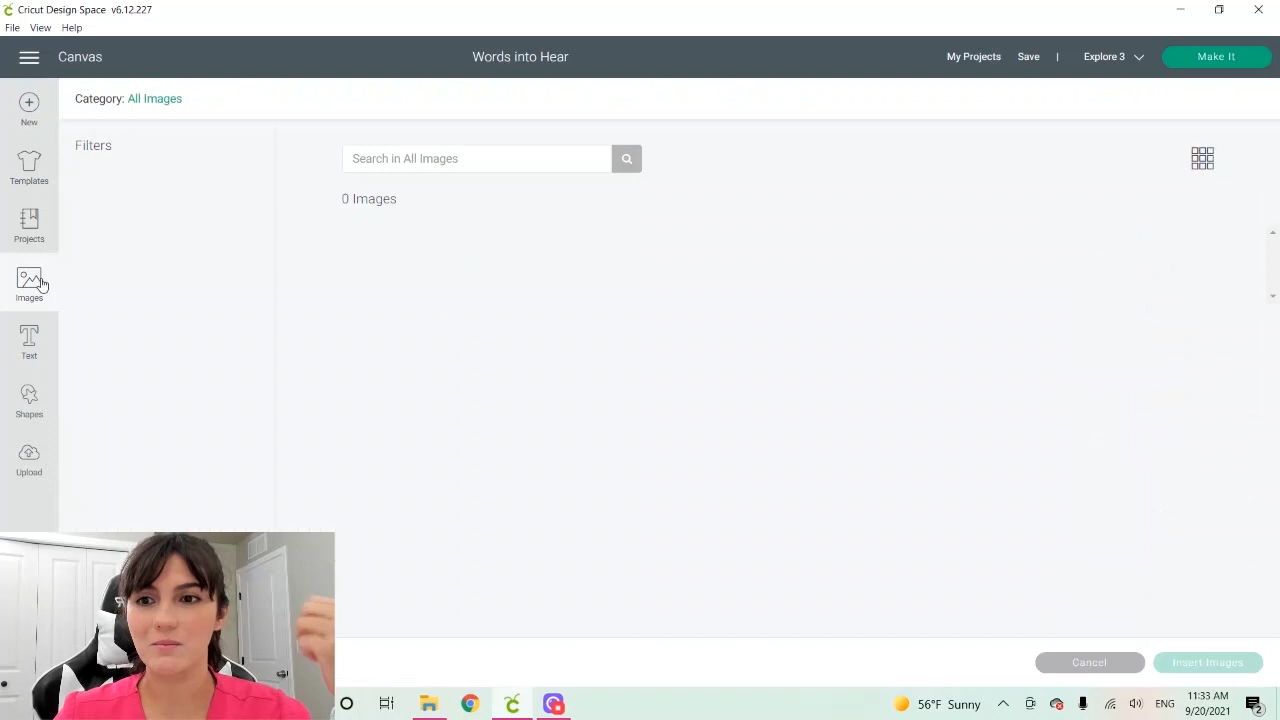 Cricut Design Space v6.12.227
File View Help
Canvas
Words into Hear
My Projects Save | Explore 3 Make It
New
Templates
Projects
Images
Text
Shapes
Upload
Category: All Images
Filters
Search in All Images
0 Images
Cancel Insert Images
56°F Sunny
11:33 AM
9/20/2021
2